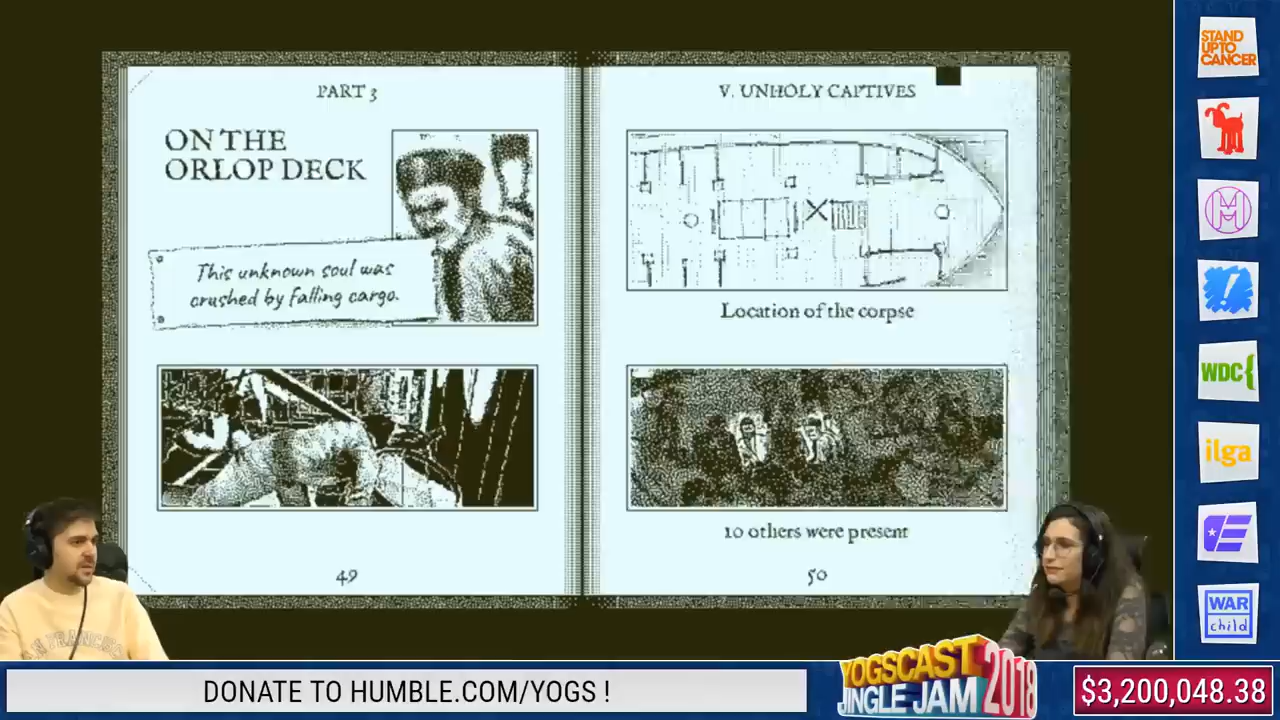 PART 3
ON THE
ORLOP DECK
This unknown soul was
crushed by falling cargo.
49
V. UNHOLY CAPTIVES
Location of the corpse
10 others were present
50
STAND
UP TO
CANCER
WDC
ilga
WAR
child
DONATE TO HUMBLE.COM/YOGS !
YOGSCAST
JINGLE JAM 2018
$3,200,048.38